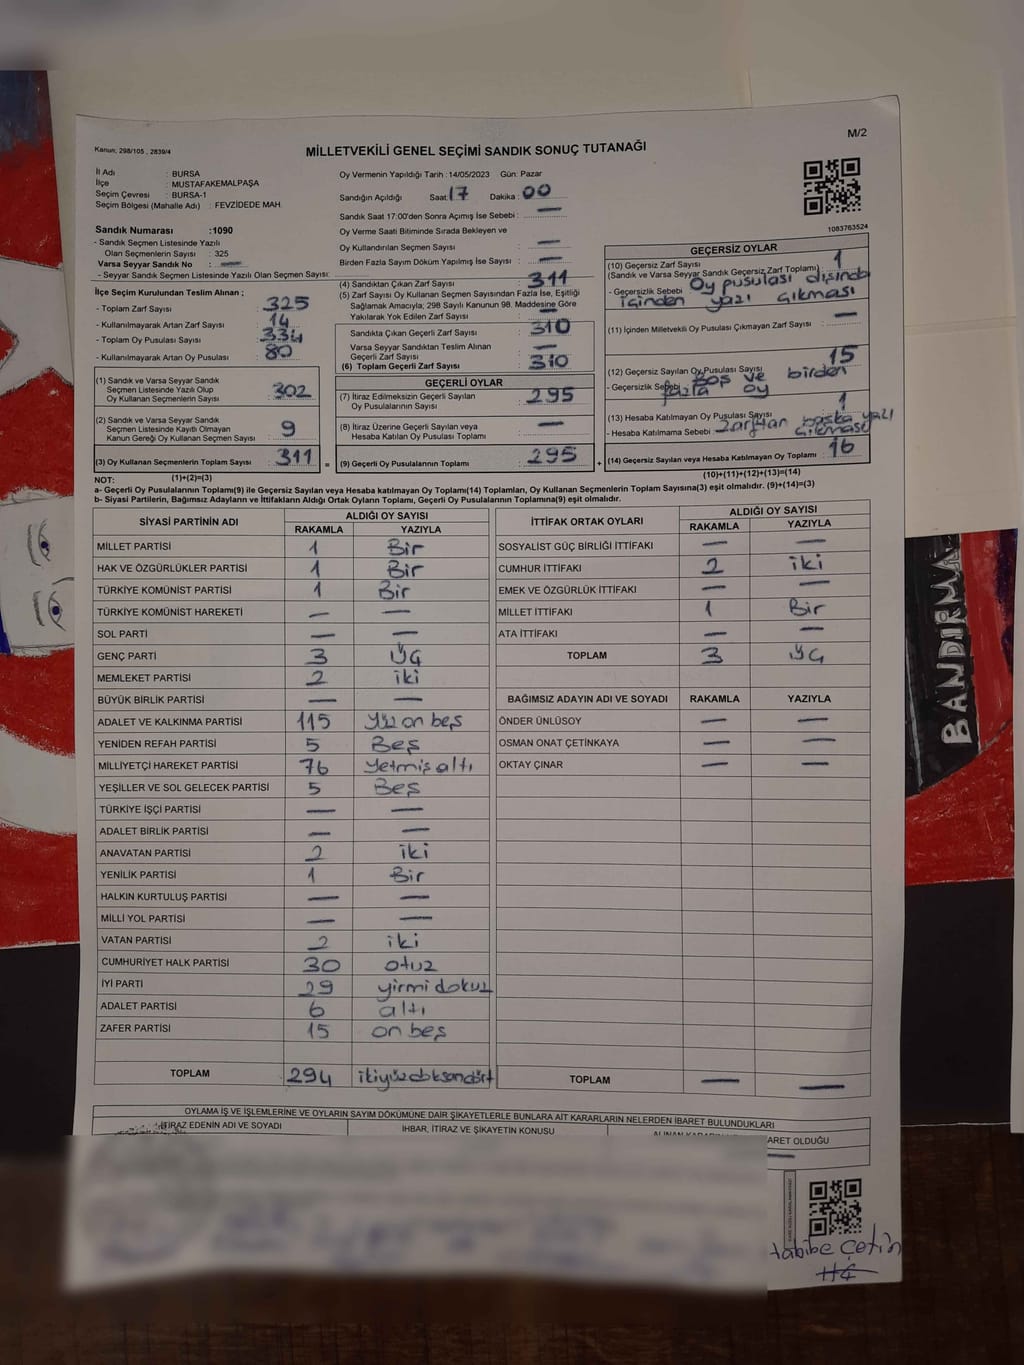 M/2
Kanun; 298/105 , 2839/4
MİLLETVEKİLİ GENEL SEÇİMİ SANDIK SONUÇ TUTANAĞI
İl Adı : BURSA
İlçe : MUSTAFAKEMALPAŞA
Seçim Çevresi : BURSA-1
Seçim Bölgesi (Mahalle Adı) : FEVZİDEDE MAH.
Sandık Numarası :1090
- Sandık Seçmen Listesinde Yazılı
Olan Seçmenlerin Sayısı : 325
Varsa Seyyar Sandık No : —
- Seyyar Sandık Seçmen Listesinde Yazılı Olan Seçmen Sayısı:
Oy Vermenin Yapıldığı Tarih : 14/05/2023 Gün: Pazar
Sandığın Açıldığı Saat: 17 Dakika : 00
Sandık Saat 17:00'den Sonra Açımış İse Sebebi : —
Oy Verme Saati Bitiminde Sırada Bekleyen ve
Oy Kullandırılan Seçmen Sayısı : —
Birden Fazla Sayım Döküm Yapılmış İse Sayısı : —
1083763524
İlçe Seçim Kurulundan Teslim Alınan ;
- Toplam Zarf Sayısı : 325
- Kullanılmayarak Artan Zarf Sayısı : 14
- Toplam Oy Pusulası Sayısı : 334
- Kullanılmayarak Artan Oy Pusulası : 80
(1) Sandık ve Varsa Seyyar Sandık
Seçmen Listesinde Yazılı Olup
Oy Kullanan Seçmenlerin Sayısı : 302
(2) Sandık ve Varsa Seyyar Sandık
Seçmen Listesinde Kayıtlı Olmayan
Kanun Gereği Oy Kullanan Seçmen Sayısı : 9
(3) Oy Kullanan Seçmenlerin Toplam Sayısı : 311
(4) Sandıktan Çıkan Zarf Sayısı : 311
(5) Zarf Sayısı Oy Kullanan Seçmen Sayısından Fazla İse, Eşitliği
Sağlamak Amacıyla; 298 Sayılı Kanunun 98. Maddesine Göre
Yakılarak Yok Edilen Zarf Sayısı : —
Sandıkta Çıkan Geçerli Zarf Sayısı : 310
Varsa Seyyar Sandıktan Teslim Alınan
Geçerli Zarf Sayısı : —
(6) Toplam Geçerli Zarf Sayısı : 310
GEÇERLİ OYLAR
(7) İtiraz Edilmeksizin Geçerli Sayılan
Oy Pusulalarının Sayısı : 295
(8) İtiraz Üzerine Geçerli Sayılan veya
Hesaba Katılan Oy Pusulası Toplamı : —
= (9) Geçerli Oy Pusulalarının Toplamı : 295 +
GEÇERSİZ OYLAR
(10) Geçersiz Zarf Sayısı
(Sandık ve Varsa Seyyar Sandık Geçersiz Zarf Toplamı) : 1
- Geçersizlik Sebebi : Oy pusulası dışında
içinden yazı çıkması
(11) İçinden Milletvekili Oy Pusulası Çıkmayan Zarf Sayısı : —
(12) Geçersiz Sayılan Oy Pusulası Sayısı : 15
- Geçersizlik Sebebi : Boş ve birden
fazla oy
(13) Hesaba Katılmayan Oy Pusulası Sayısı : 1
- Hesaba Katılmama Sebebi : Zarftan başka yazı
çıkması
(14) Geçersiz Sayılan veya Hesaba Katılmayan Oy Toplamı : 16
NOT: (1)+(2)=(3)
(10)+(11)+(12)+(13)=(14)
a- Geçerli Oy Pusulalarının Toplamı(9) ile Geçersiz Sayılan veya Hesaba katılmayan Oy Toplamı(14) Toplamları, Oy Kullanan Seçmenlerin Toplam Sayısına(3) eşit olmalıdır. (9)+(14)=(3)
b- Siyasi Partilerin, Bağımsız Adayların ve İttifakların Aldığı Ortak Oyların Toplamı, Geçerli Oy Pusulalarının Toplamına(9) eşit olmalıdır.
SİYASİ PARTİNİN ADI ALDIĞI OY SAYISI
RAKAMLA YAZIYLA
MİLLET PARTİSİ 1 Bir
HAK VE ÖZGÜRLÜKLER PARTİSİ 1 Bir
TÜRKİYE KOMÜNİST PARTİSİ 1 Bir
TÜRKİYE KOMÜNİST HAREKETİ — —
SOL PARTİ — —
GENÇ PARTİ 3 Üç
MEMLEKET PARTİSİ 2 iki
BÜYÜK BİRLİK PARTİSİ — —
ADALET VE KALKINMA PARTİSİ 115 Yüz on beş
YENİDEN REFAH PARTİSİ 5 Beş
MİLLİYETÇİ HAREKET PARTİSİ 76 yetmiş altı
YEŞİLLER VE SOL GELECEK PARTİSİ 5 Beş
TÜRKİYE İŞÇİ PARTİSİ — —
ADALET BİRLİK PARTİSİ — —
ANAVATAN PARTİSİ 2 iki
YENİLİK PARTİSİ 1 Bir
HALKIN KURTULUŞ PARTİSİ — —
MİLLİ YOL PARTİSİ — —
VATAN PARTİSİ 2 iki
CUMHURİYET HALK PARTİSİ 30 otuz
İYİ PARTİ 29 yirmi dokuz
ADALET PARTİSİ 6 altı
ZAFER PARTİSİ 15 on beş
TOPLAM 294 ikiyüzdoksandört
İTTİFAK ORTAK OYLARI ALDIĞI OY SAYISI
RAKAMLA YAZIYLA
SOSYALİST GÜÇ BİRLİĞİ İTTİFAKI — —
CUMHUR İTTİFAKI 2 iki
EMEK VE ÖZGÜRLÜK İTTİFAKI — —
MİLLET İTTİFAKI 1 Bir
ATA İTTİFAKI — —
TOPLAM 3 üç
BAĞIMSIZ ADAYIN ADI VE SOYADI RAKAMLA YAZIYLA
ÖNDER ÜNLÜSOY — —
OSMAN ONAT ÇETİNKAYA — —
OKTAY ÇINAR — —
TOPLAM — —
OYLAMA İŞ VE İŞLEMLERİNE VE OYLARIN SAYIM DÖKÜMÜNE DAİR ŞİKAYETLERLE BUNLARA AİT KARARLARIN NELERDEN İBARET BULUNDUKLARI
İTİRAZ EDENİN ADI VE SOYADI İHBAR, İTİRAZ VE ŞİKAYETİN KONUSU
OLDUĞU
tabibe Çetin
BANDIRMA